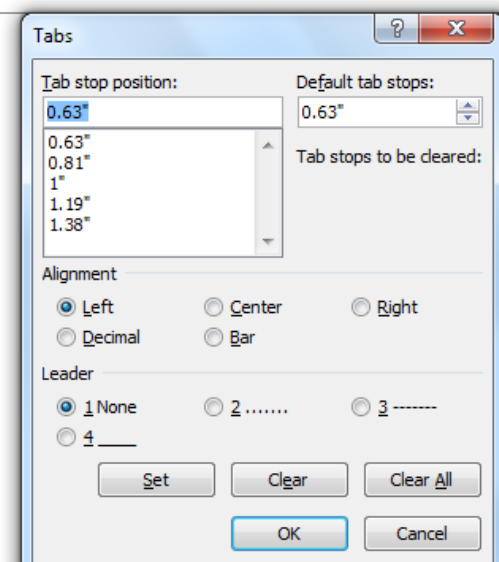 Tabs
Tab stop position:
Default tab stops:
0.63"
0.63"
0.63"
0.81"
1"
1.19"
1.38"
Tab stops to be cleared:
Alignment
Left
Center
Right
Decimal
Bar
Leader
1 None
2 .......
3 -------
4 ____
Set
Clear
Clear All
OK
Cancel